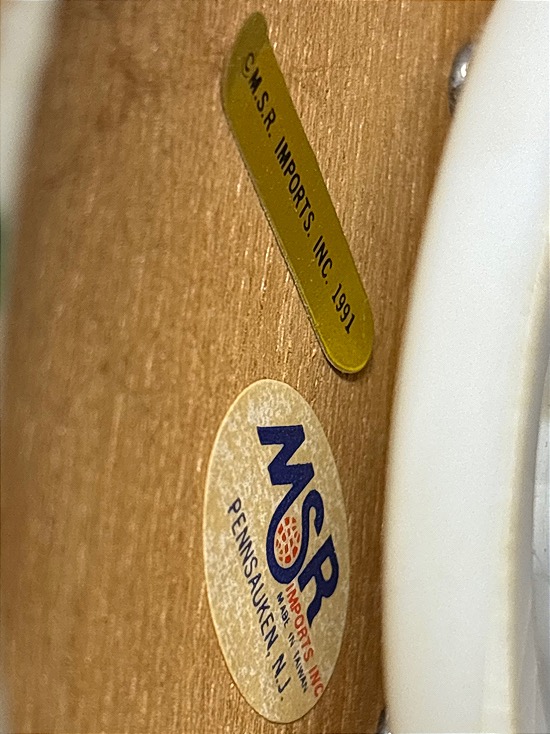 ©M.S.R. IMPORTS. INC. 1991
MSR
IMPORTS INC
MADE IN TAIWAN
PENNSAUKEN, N.J.